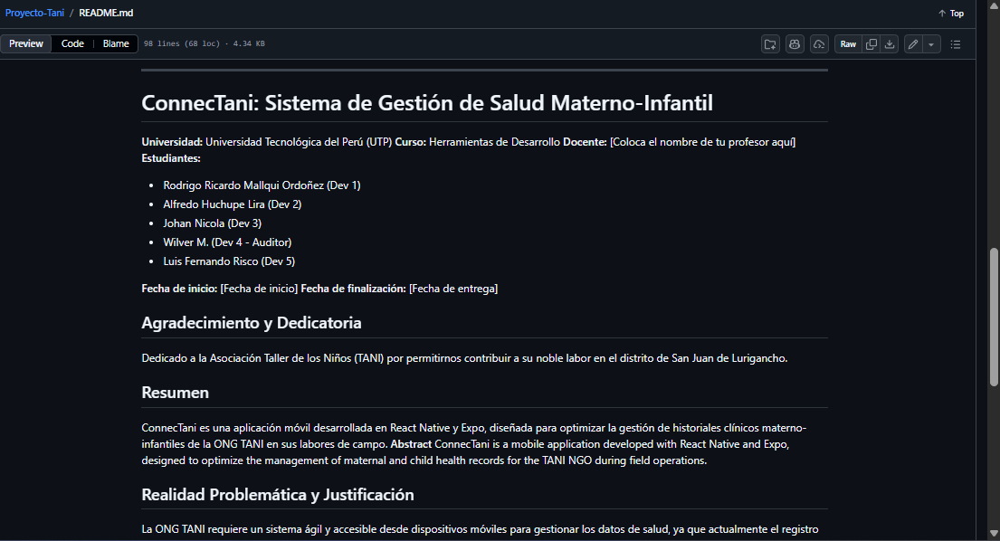 Proyecto-Tani / README.md
Top
Preview Code Blame 98 lines (68 loc) · 4.34 KB Raw
ConnecTani: Sistema de Gestión de Salud Materno-Infantil
Universidad: Universidad Tecnológica del Perú (UTP) Curso: Herramientas de Desarrollo Docente: [Coloca el nombre de tu profesor aquí]
Estudiantes:
• Rodrigo Ricardo Mallqui Ordoñez (Dev 1)
• Alfredo Huchupe Lira (Dev 2)
• Johan Nicola (Dev 3)
• Wilver M. (Dev 4 - Auditor)
• Luis Fernando Risco (Dev 5)
Fecha de inicio: [Fecha de inicio] Fecha de finalización: [Fecha de entrega]
Agradecimiento y Dedicatoria
Dedicado a la Asociación Taller de los Niños (TANI) por permitirnos contribuir a su noble labor en el distrito de San Juan de Lurigancho.
Resumen
ConnecTani es una aplicación móvil desarrollada en React Native y Expo, diseñada para optimizar la gestión de historiales clínicos materno-
infantiles de la ONG TANI en sus labores de campo. Abstract ConnecTani is a mobile application developed with React Native and Expo,
designed to optimize the management of maternal and child health records for the TANI NGO during field operations.
Realidad Problemática y Justificación
La ONG TANI requiere un sistema ágil y accesible desde dispositivos móviles para gestionar los datos de salud, ya que actualmente el registro